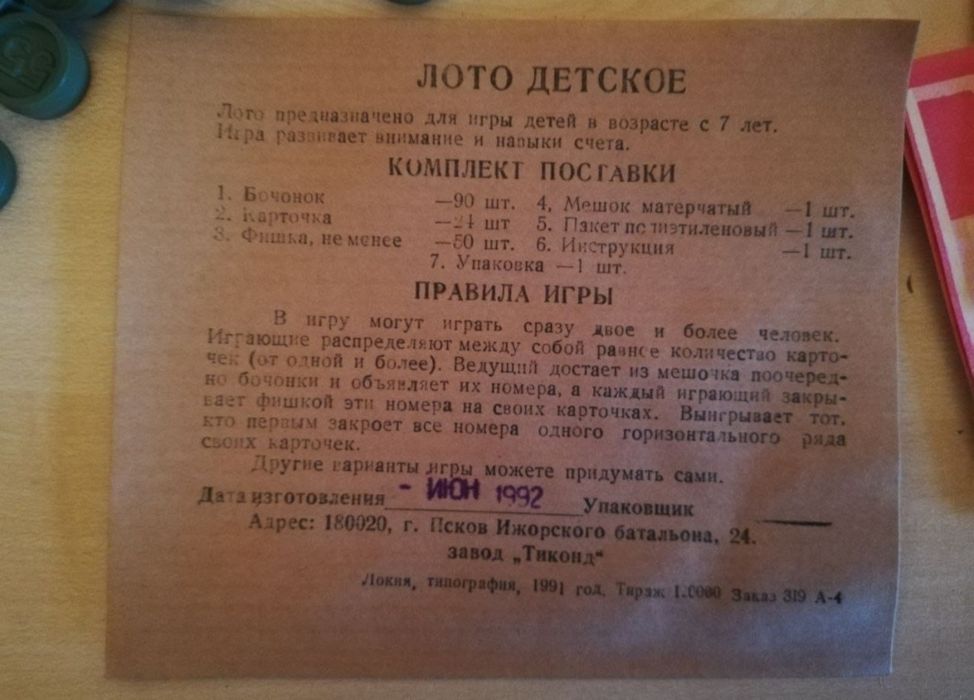 ЛОТО ДЕТСКОЕ
Лото предназначено для игры детей в возрасте с 7 лет.
Игра развивает внимание и навыки счета.
КОМПЛЕКТ ПОСТАВКИ
1. Бочонок —90 шт. 4. Мешок матерчатый —1 шт.
2. Карточка —24 шт 5. Пакет полиэтиленовый —1 шт.
3. Фишка, не менее —50 шт. 6. Инструкция —1 шт.
7. Упаковка —1 шт.
ПРАВИЛА ИГРЫ
В игру могут играть сразу двое и более человек.
Играющие распределяют между собой равное количество карто-
чек (от одной и более). Ведущий достает из мешочка поочеред-
но бочонки и объявляет их номера, а каждый играющий закры-
вает фишкой эти номера на своих карточках. Выигрывает тот,
кто первым закроет все номера одного горизонтального ряда
своих карточек.
Другие варианты игры можете придумать сами.
Дата изготовления - ИЮН 1992 Упаковщик
Адрес: 180020, г. Псков Ижорского батальона, 24.
завод „Тиконд“
Локня, типография, 1991 год. Тираж Заказ 319 А-4
55